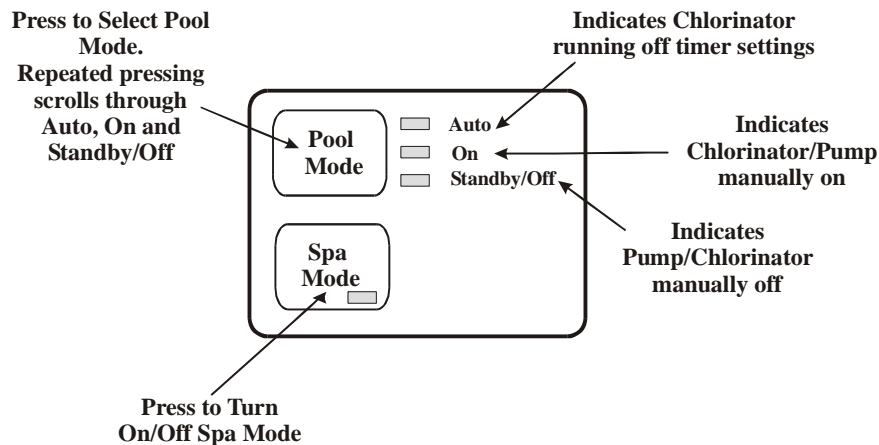 Press to Select Pool
Mode.
Repeated pressing
scrolls through
Auto, On and
Standby/Off
Indicates Chlorinator
running off timer settings
Pool
Mode
Auto
On
Standby/Off
Indicates
Chlorinator/Pump
manually on
Indicates
Pump/Chlorinator
manually off
Spa
Mode
Press to Turn
On/Off Spa Mode